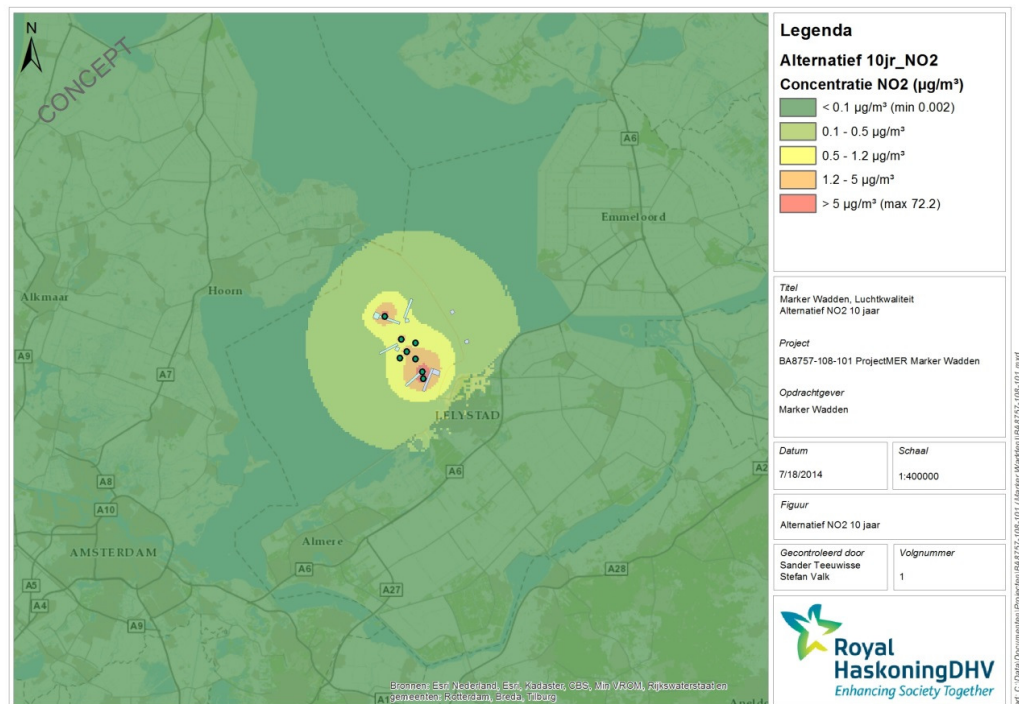 N
CONCEPT
A6
Emmeloord
Alkmaar
Hoorn
A9
A7
LELYSTAD
A6
A8
A10
AMSTERDAM
Almere
A6
A28
A27
A5
A4
A9
Bronnen: Esri Nederland, Esri, Kadaster, CBS, Min VROM, Rijkswaterstaat en
gemeenten: Rotterdam, Breda, Tilburg
Legenda
Alternatief 10jr_NO2
Concentratie NO2 (µg/m³)
< 0.1 µg/m³ (min 0.002)
0.1 - 0.5 µg/m³
0.5 - 1.2 µg/m³
1.2 - 5 µg/m³
> 5 µg/m³ (max 72.2)
Titel
Marker Wadden, Luchtkwaliteit
Alternatief NO2 10 jaar
Project
BA8757-108-101 ProjectMER Marker Wadden
Opdrachtgever
Marker Wadden
Datum
7/18/2014
Schaal
1:400000
Figuur
Alternatief NO2 10 jaar
Gecontroleerd door
Sander Teeuwisse
Stefan Valk
Volgnummer
1
Royal
HaskoningDHV
Enhancing Society Together